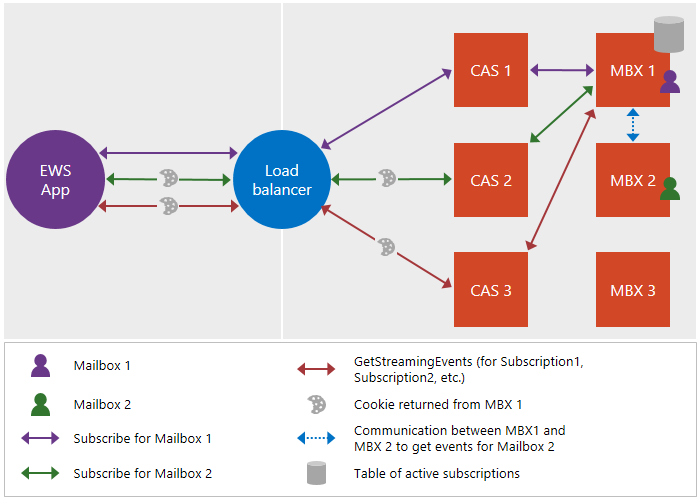 CAS 1
MBX 1
EWS
App
Load
balancer
CAS 2
MBX 2
CAS 3
MBX 3
Mailbox 1
Mailbox 2
Subscribe for Mailbox 1
Subscribe for Mailbox 2
GetStreamingEvents (for Subscription1,
Subscription2, etc.)
Cookie returned from MBX 1
Communication between MBX1 and
MBX 2 to get events for Mailbox 2
Table of active subscriptions